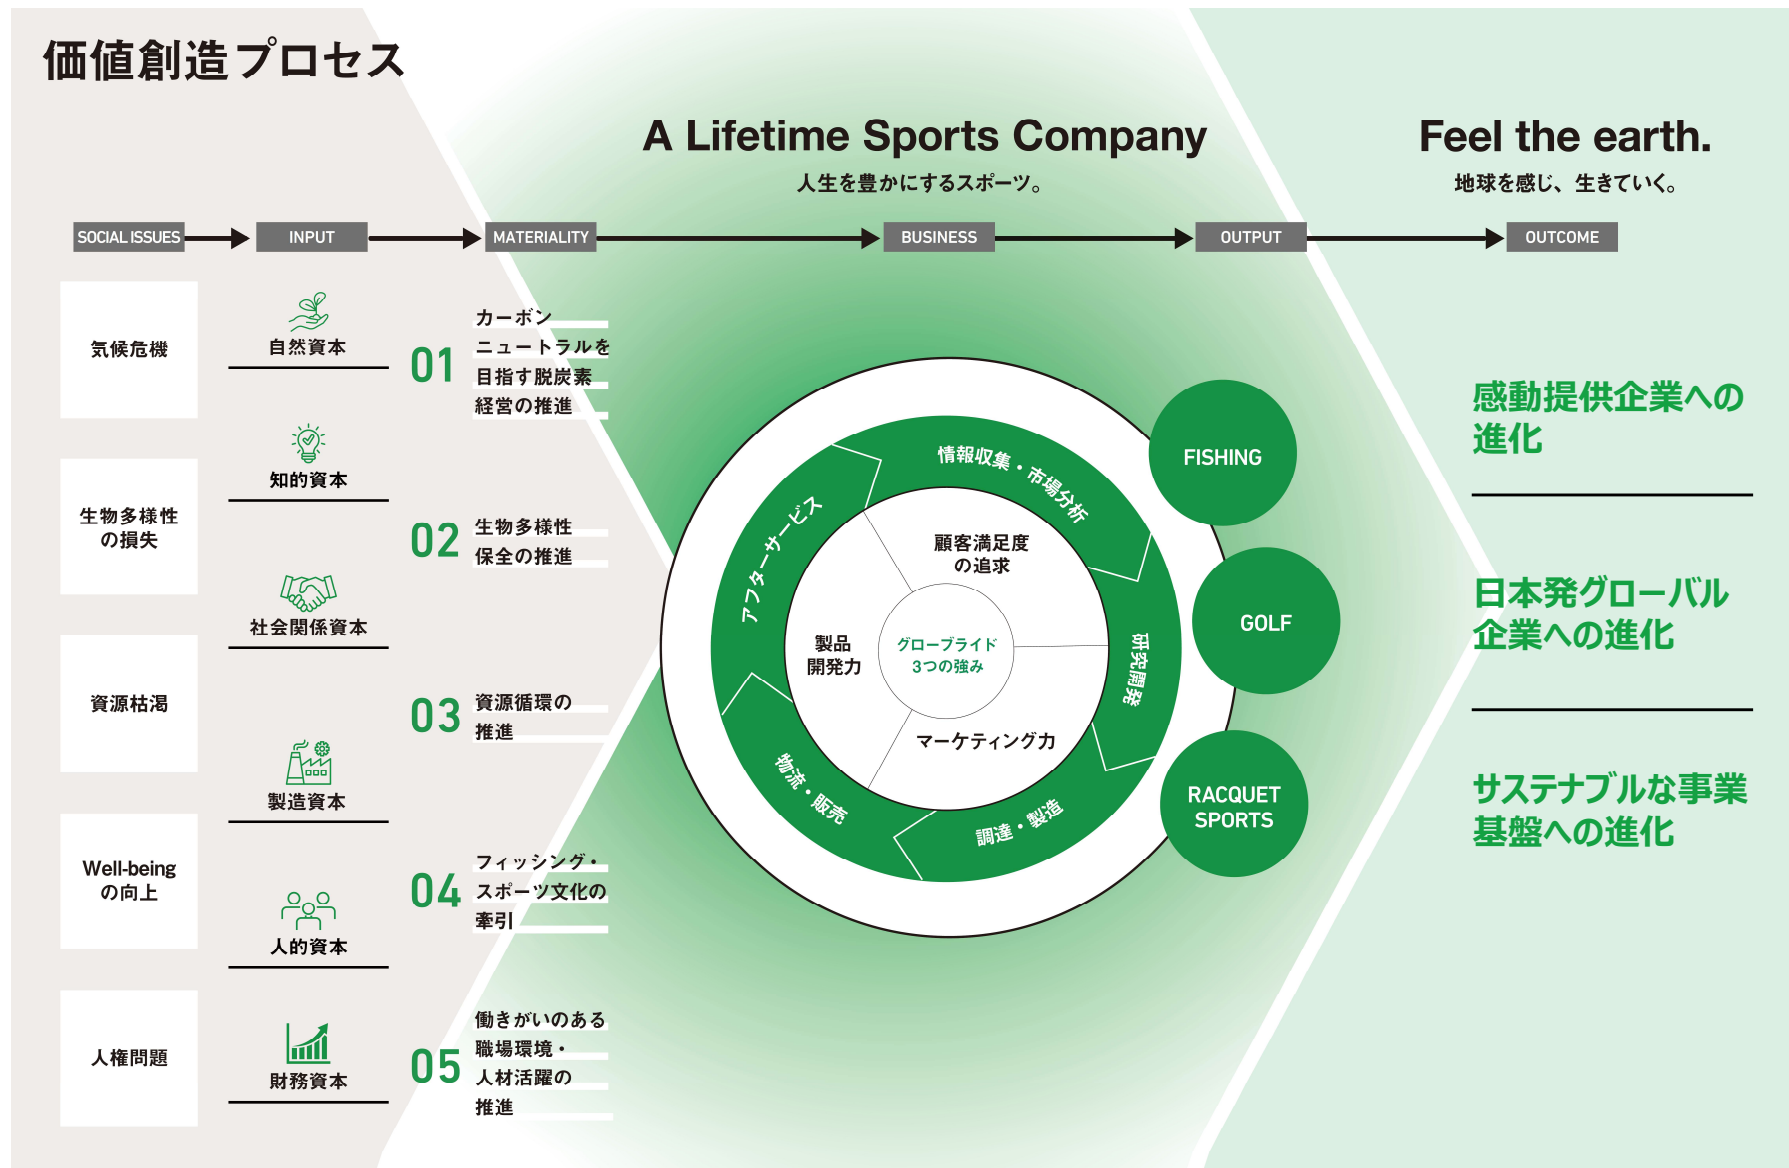 価値創造プロセス
A Lifetime Sports Company
人生を豊かにするスポーツ。
Feel the earth.
地球を感じ、生きていく。
SOCIAL ISSUES
INPUT
MATERIALITY
BUSINESS
OUTPUT
OUTCOME
気候危機
生物多様性
の損失
資源枯渇
Well-being
の向上
人権問題
自然資本
知的資本
社会関係資本
製造資本
人的資本
財務資本
01
カーボン
ニュートラルを
目指す脱炭素
経営の推進
02
生物多様性
保全の推進
03
資源循環の
推進
04
フィッシング・
スポーツ文化の
牽引
05
働きがいのある
職場環境・
人材活躍の
推進
情報収集・市場分析
研究開発
調達・製造
物流・販売
アフターサービス
顧客満足度
の追求
製品
開発力
マーケティング力
グローブライド
3つの強み
FISHING
GOLF
RACQUET
SPORTS
感動提供企業への
進化
日本発グローバル
企業への進化
サステナブルな事業
基盤への進化